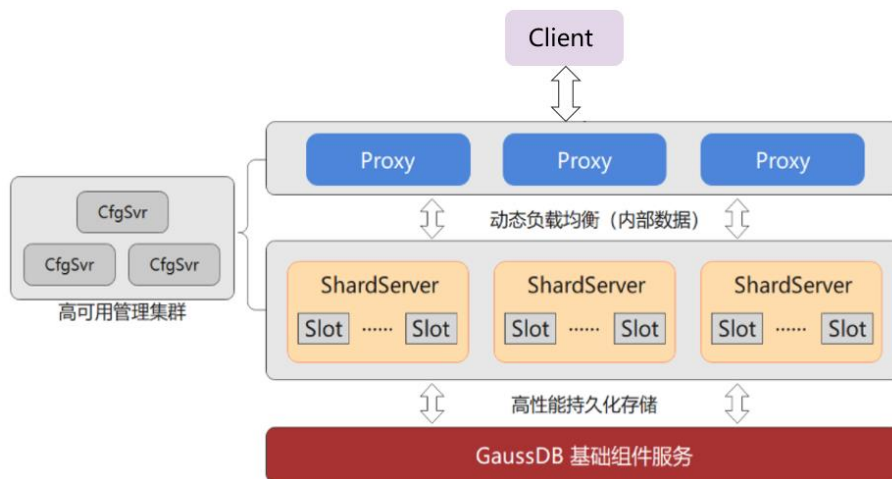 Client
Proxy Proxy Proxy
CfgSvr
CfgSvr CfgSvr
高可用管理集群
动态负载均衡（内部数据）
ShardServer ShardServer ShardServer
Slot ...... Slot Slot ...... Slot Slot ...... Slot
高性能持久化存储
GaussDB 基础组件服务